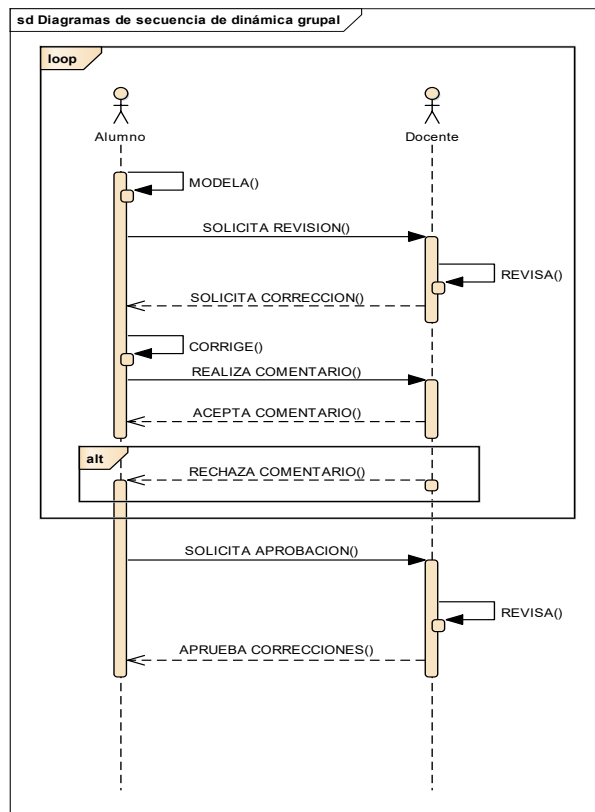 sd Diagramas de secuencia de dinámica grupal
loop
Alumno
Docente
MODELA()
SOLICITA REVISION()
REVISA()
SOLICITA CORRECCION()
CORRIGE()
REALIZA COMENTARIO()
ACEPTA COMENTARIO()
alt
RECHAZA COMENTARIO()
SOLICITA APROBACION()
REVISA()
APRUEBA CORRECCIONES()